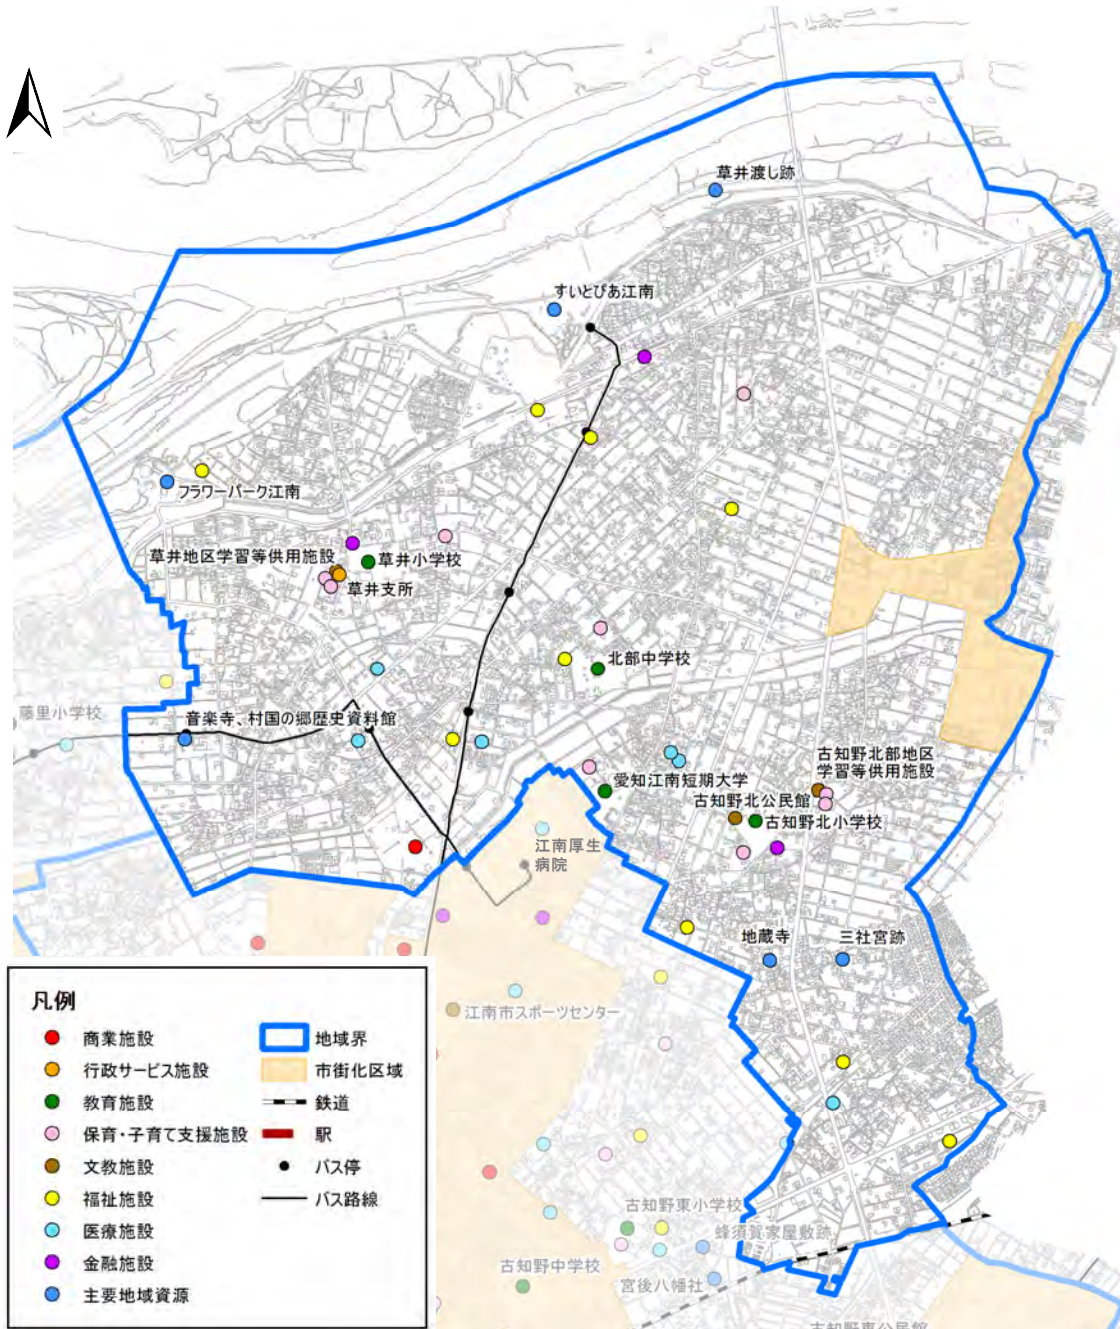 草井渡し跡
すいとぴあ江南
フラワーパーク江南
草井地区学習等供用施設
草井小学校
草井支所
北部中学校
藤里小学校
音楽寺、村国の郷歴史資料館
古知野北部地区
学習等供用施設
愛知江南短期大学
古知野北公民館
古知野北小学校
江南厚生
病院
地蔵寺
三社宮跡
江南市スポーツセンター
古知野東小学校
蜂須賀家屋敷跡
古知野中学校
宮後八幡社
古知野東公民館
凡例
商業施設
行政サービス施設
教育施設
保育・子育て支援施設
文教施設
福祉施設
医療施設
金融施設
主要地域資源
地域界
市街化区域
鉄道
駅
バス停
バス路線